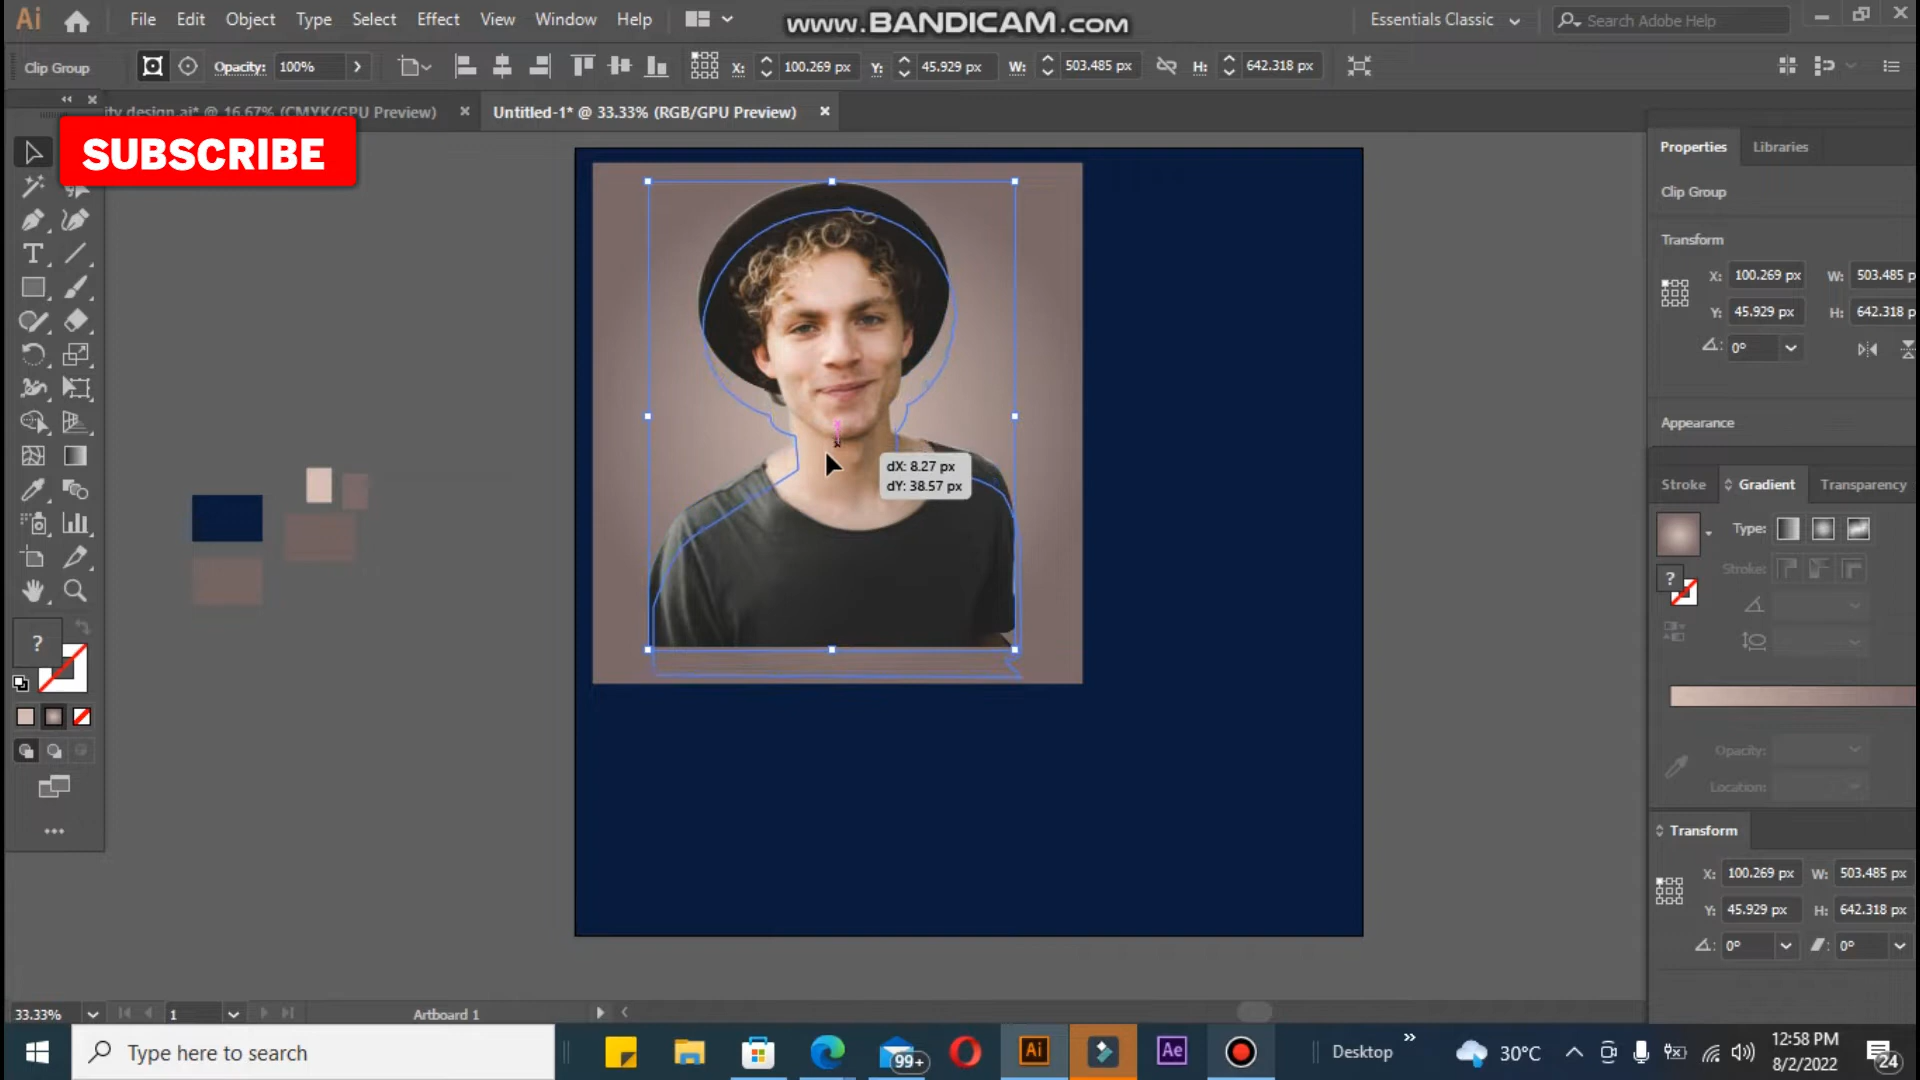 Ai File Edit Object Type Select Effect View Window Help
www.BANDICAM.com
Essentials Classic
Search Adobe Help
Clip Group Opacity: 100% X: 100.269 px Y: 45.929 px W: 503.485 px H: 642.318 px
ity design.ai* @ 16.67% (CMYK/GPU Preview)
Untitled-1* @ 33.33% (RGB/GPU Preview)
SUBSCRIBE
Properties Libraries
Clip Group
Transform
X: 100.269 px W: 503.485 p
Y: 45.929 px H: 642.318 p
0°
Appearance
Stroke Gradient Transparency
Type:
Stroke:
Opacity:
Location:
dX: 8.27 px
dY: 38.57 px
T
?
?
Transform
X: 100.269 px W: 503.485 px
Y: 45.929 px H: 642.318 px
0° 0°
33.33% 1 Artboard 1
Type here to search
99+
Ai
Ae
Desktop
30°C
12:58 PM
8/2/2022
24